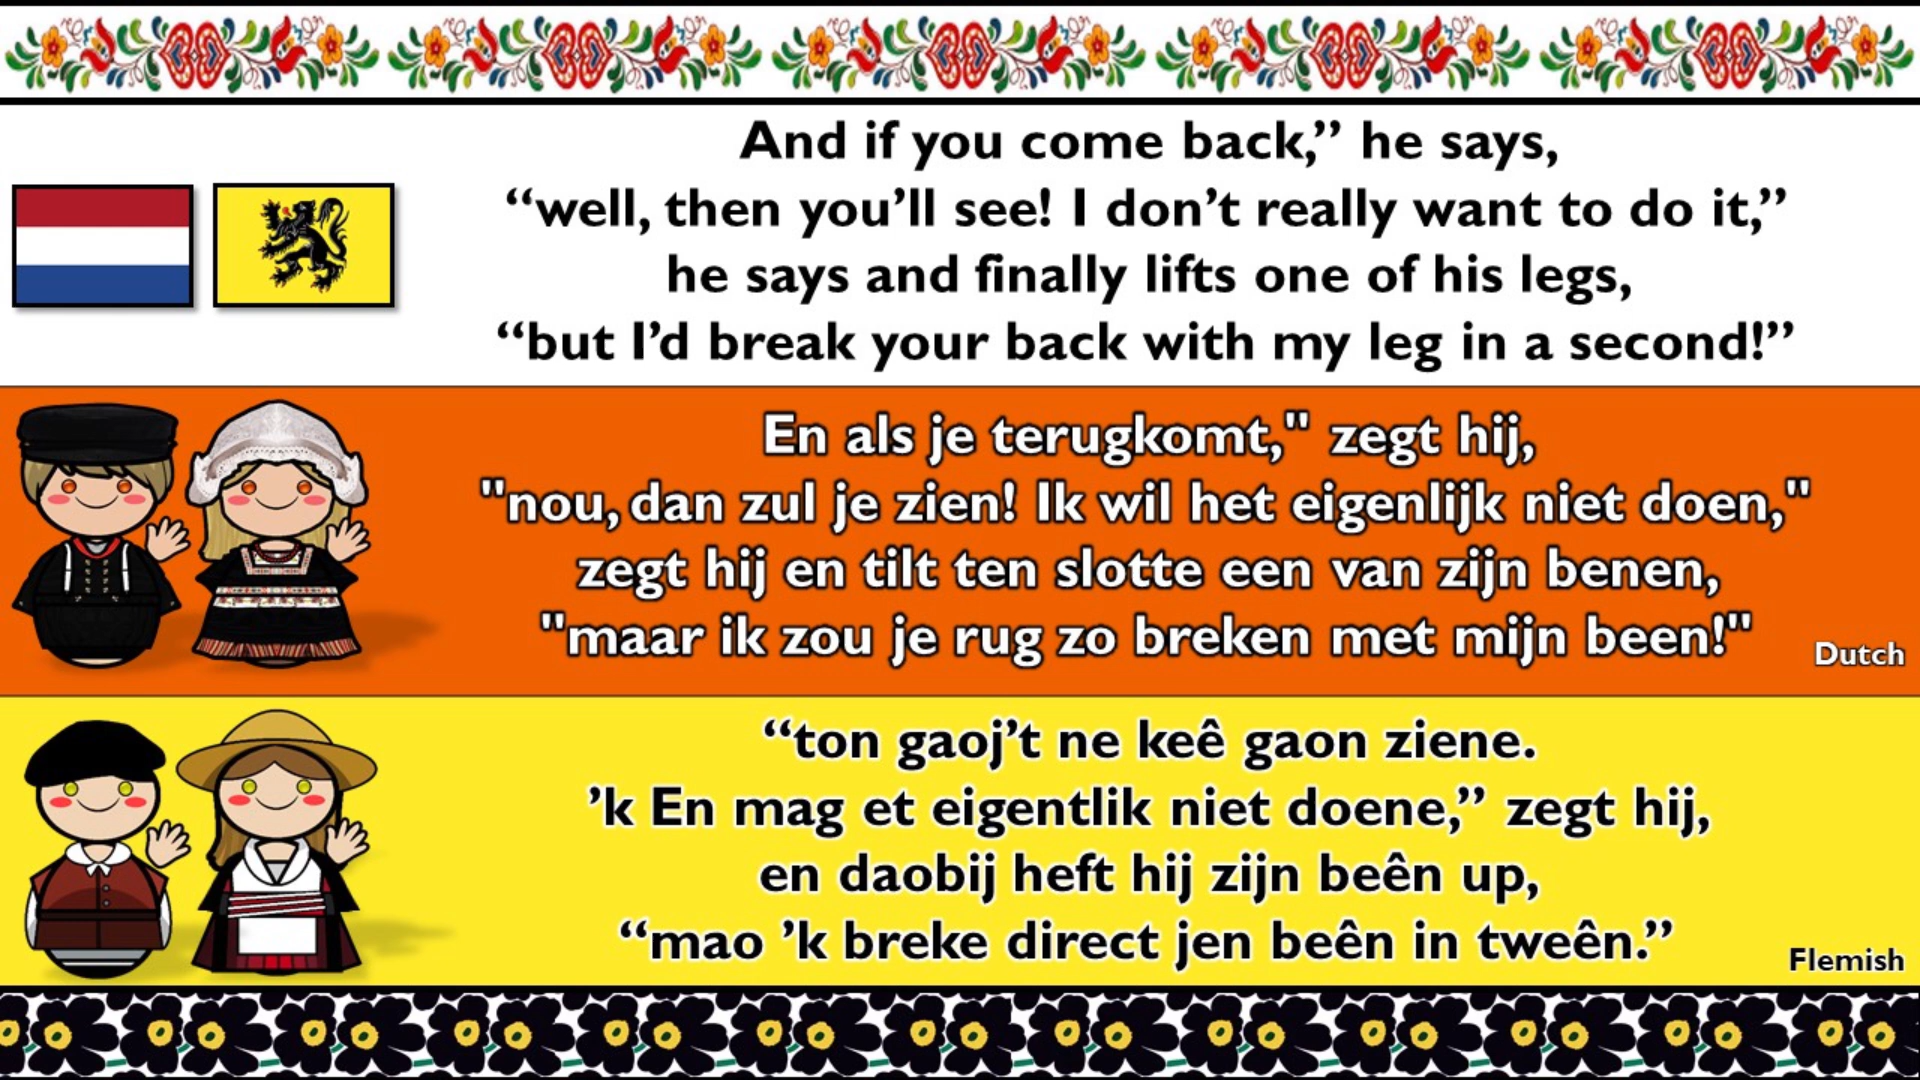 And if you come back,” he says,
“well, then you’ll see! I don’t really want to do it,”
he says and finally lifts one of his legs,
“but I’d break your back with my leg in a second!”
En als je terugkomt," zegt hij,
"nou, dan zul je zien! Ik wil het eigenlijk niet doen,"
zegt hij en tilt ten slotte een van zijn benen,
"maar ik zou je rug zo breken met mijn been!"
Dutch
“ton gaoj’t ne keê gaon ziene.
’k En mag et eigentlik niet doene,” zegt hij,
en daobij heft hij zijn beên up,
“mao ’k breke direct jen beên in tweên.”
Flemish